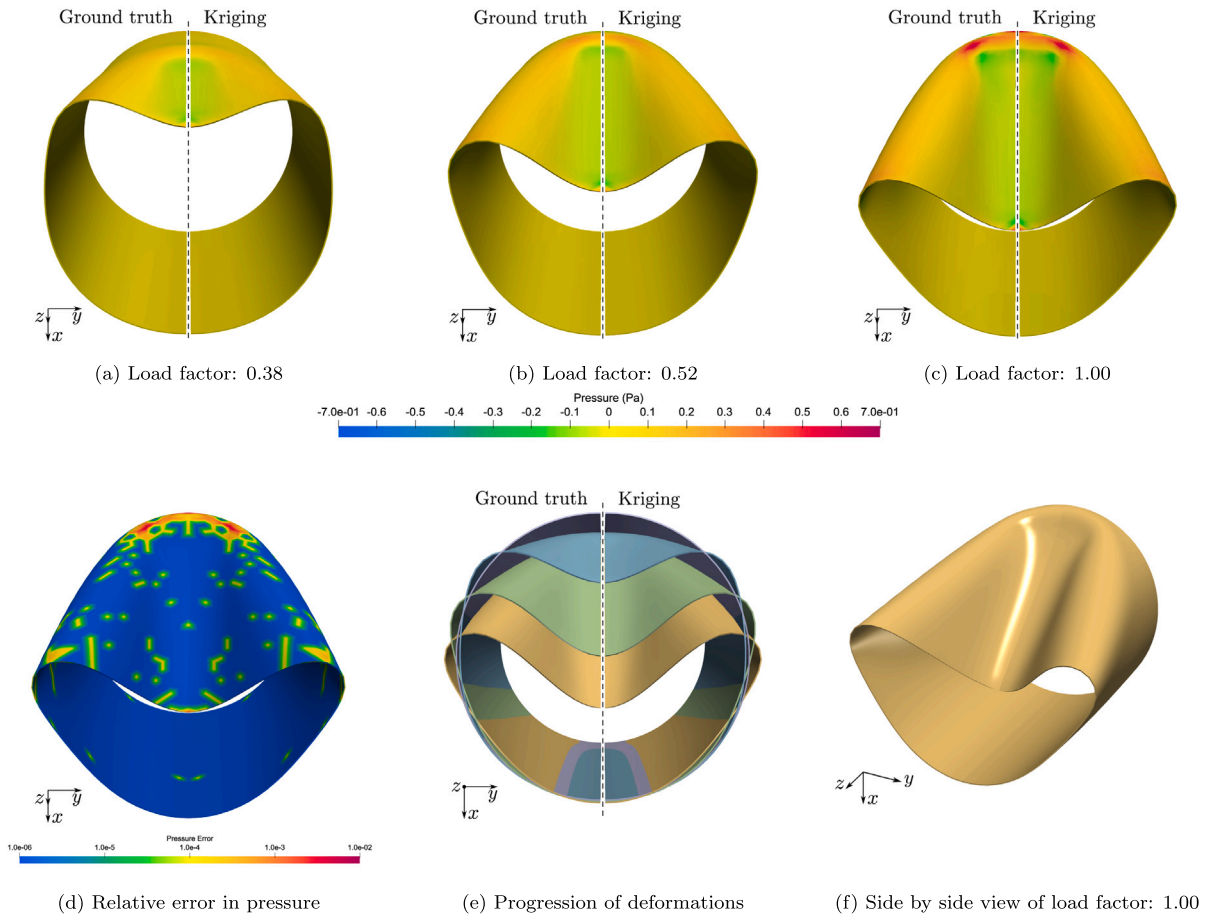 Ground truth Kriging
Ground truth Kriging
Ground truth Kriging
z y
x
z y
x
z y
x
(a) Load factor: 0.38
(b) Load factor: 0.52
(c) Load factor: 1.00
Pressure (Pa)
-7.0e-01 -0.6 -0.5 -0.4 -0.3 -0.2 -0.1 0 0.1 0.2 0.3 0.4 0.5 0.6 7.0e-01
Ground truth Kriging
z y
x
z y
x
z y
x
Pressure Error
1.0e-06 1.0e-5 1.0e-4 1.0e-3 1.0e-02
(d) Relative error in pressure
(e) Progression of deformations
(f) Side by side view of load factor: 1.00